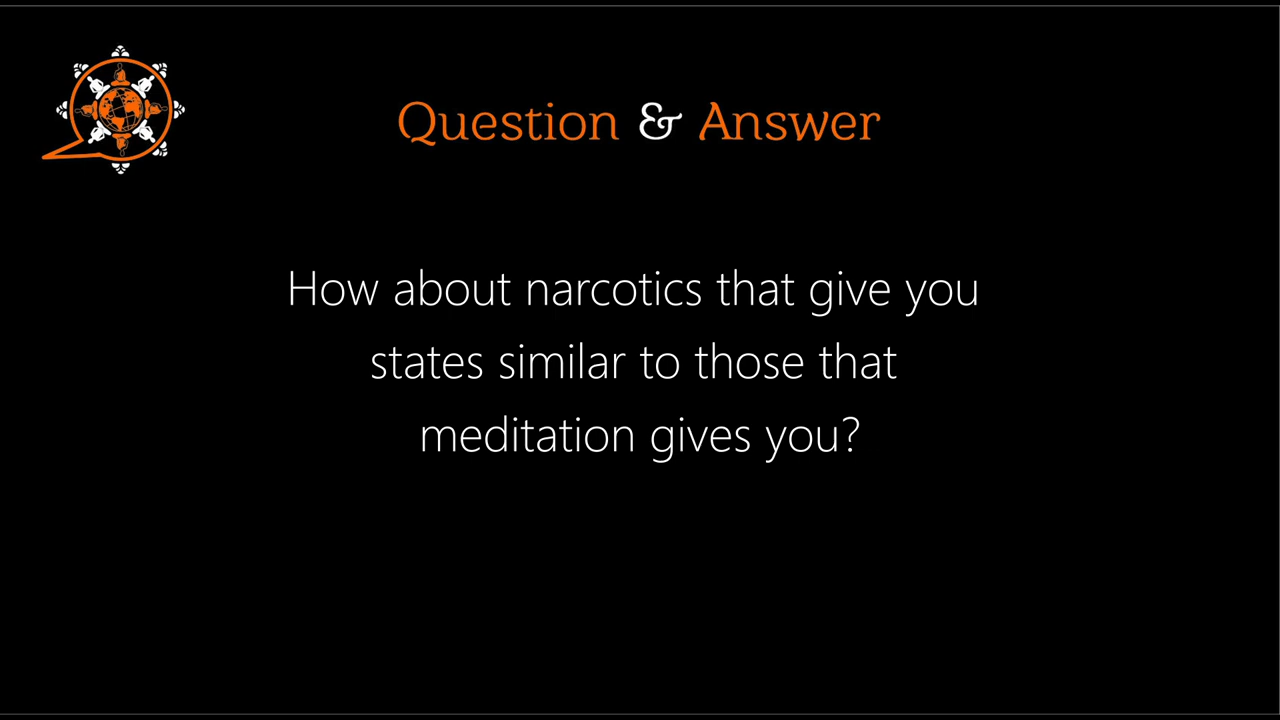 Question & Answer
How about narcotics that give you
states similar to those that
meditation gives you?